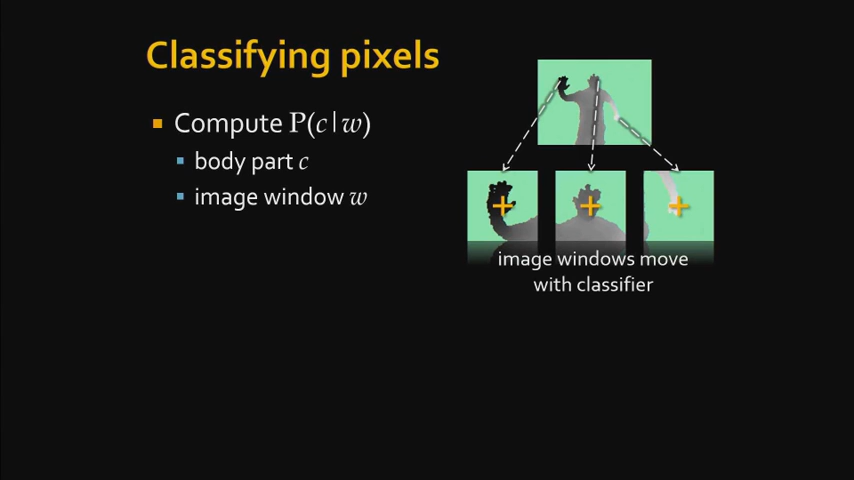 Classifying pixels
Compute P(c|w)
body part c
image window w
image windows move
with classifier